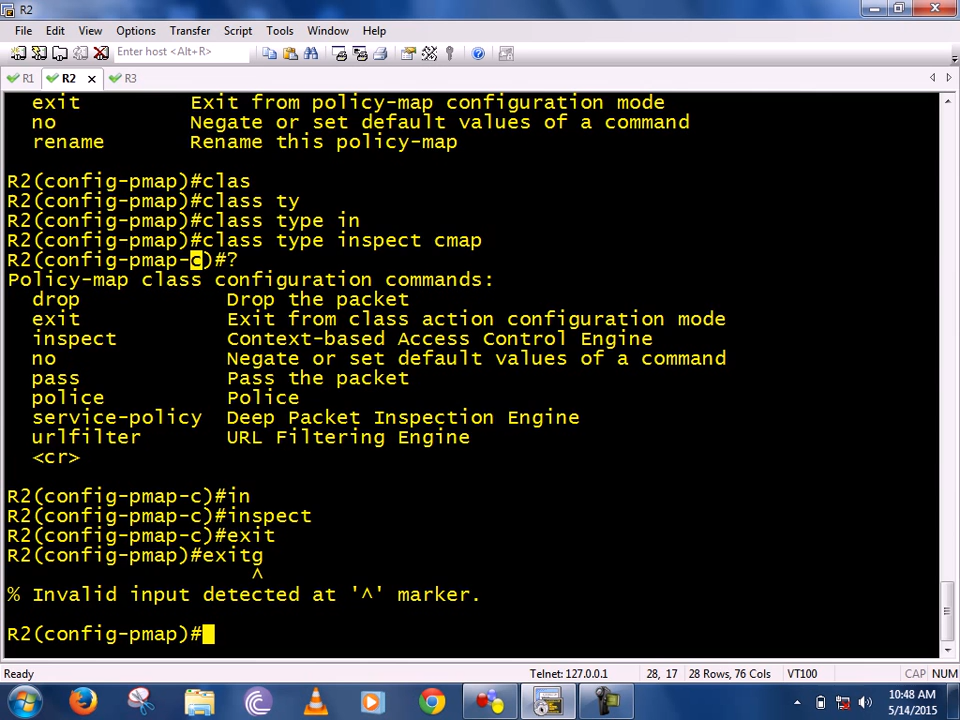 R2
File Edit View Options Transfer Script Tools Window Help
Enter host <Alt+R>
R1 R2 R3
exit Exit from policy-map configuration mode
no Negate or set default values of a command
rename Rename this policy-map
R2(config-pmap)#clas
R2(config-pmap)#class ty
R2(config-pmap)#class type in
R2(config-pmap)#class type inspect cmap
R2(config-pmap-c)#?
Policy-map class configuration commands:
drop Drop the packet
exit Exit from class action configuration mode
inspect Context-based Access Control Engine
no Negate or set default values of a command
pass Pass the packet
police Police
service-policy Deep Packet Inspection Engine
urlfilter URL Filtering Engine
<cr>
R2(config-pmap-c)#in
R2(config-pmap-c)#inspect
R2(config-pmap-c)#exit
R2(config-pmap)#exitg
^
% Invalid input detected at '^' marker.
R2(config-pmap)#
Ready Telnet: 127.0.0.1 28, 17 28 Rows, 76 Cols VT100 CAP NUM
10:48 AM
5/14/2015